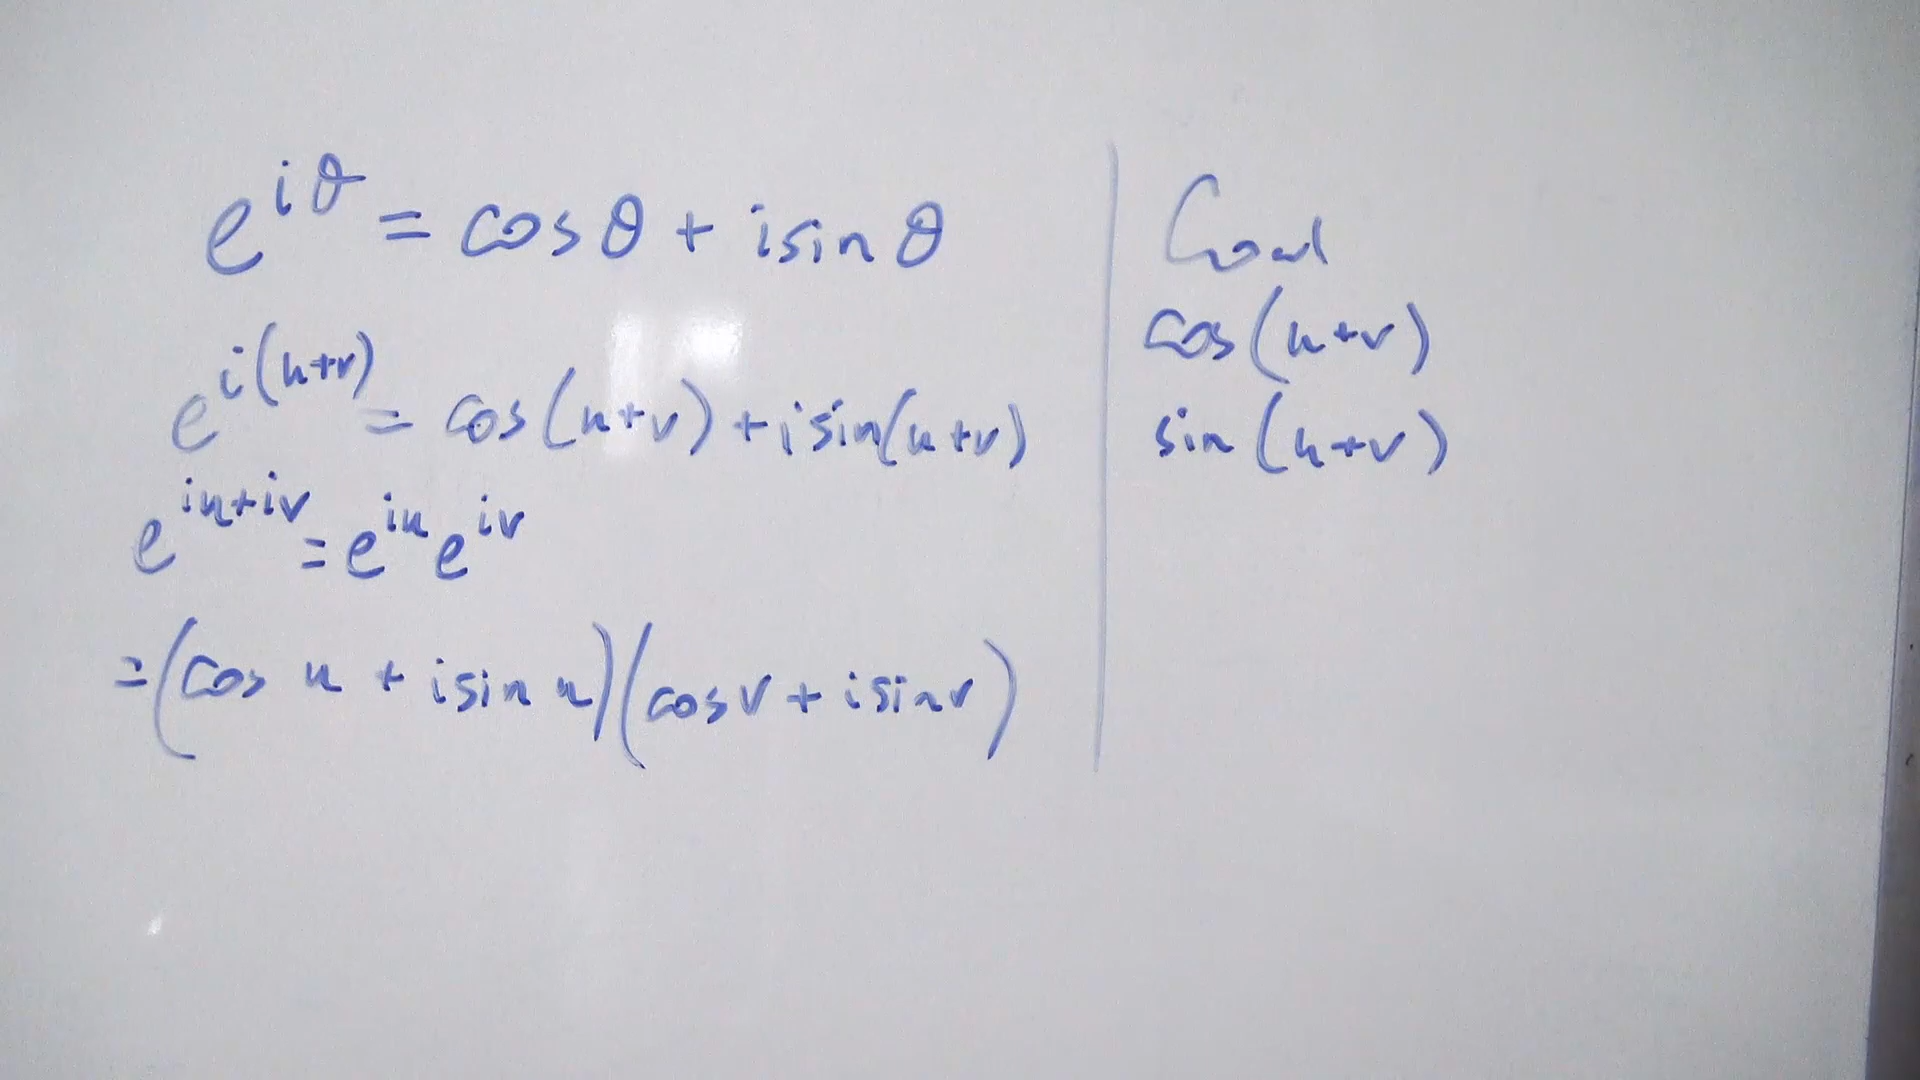 e^{iθ} = cos θ + i sin θ
e^{i(u+v)} = cos(u+v) + i sin(u+v)
e^{iu+iv} = e^{iu} e^{iv}
= (cos u + i sin u)(cos v + i sin v)
Goal
cos(u+v)
sin(u+v)